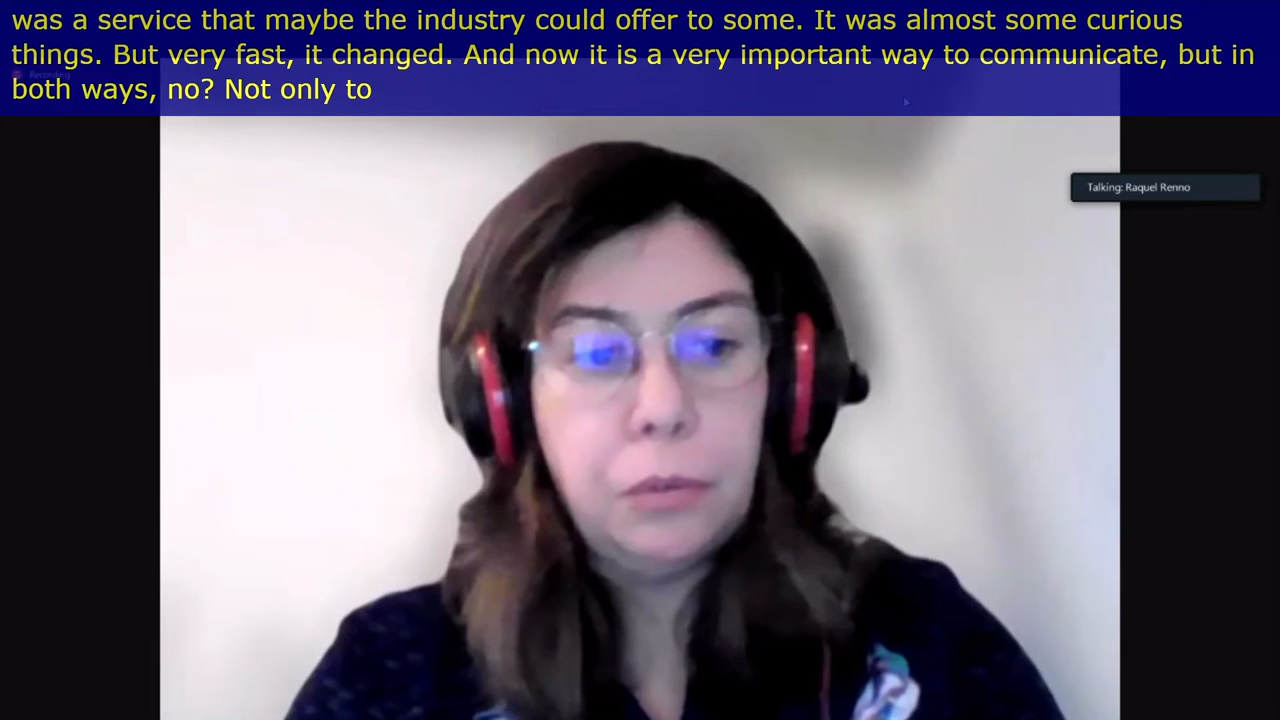 was a service that maybe the industry could offer to some. It was almost some curious
things. But very fast, it changed. And now it is a very important way to communicate, but in
both ways, no? Not only to
Recording
Talking: Raquel Renno